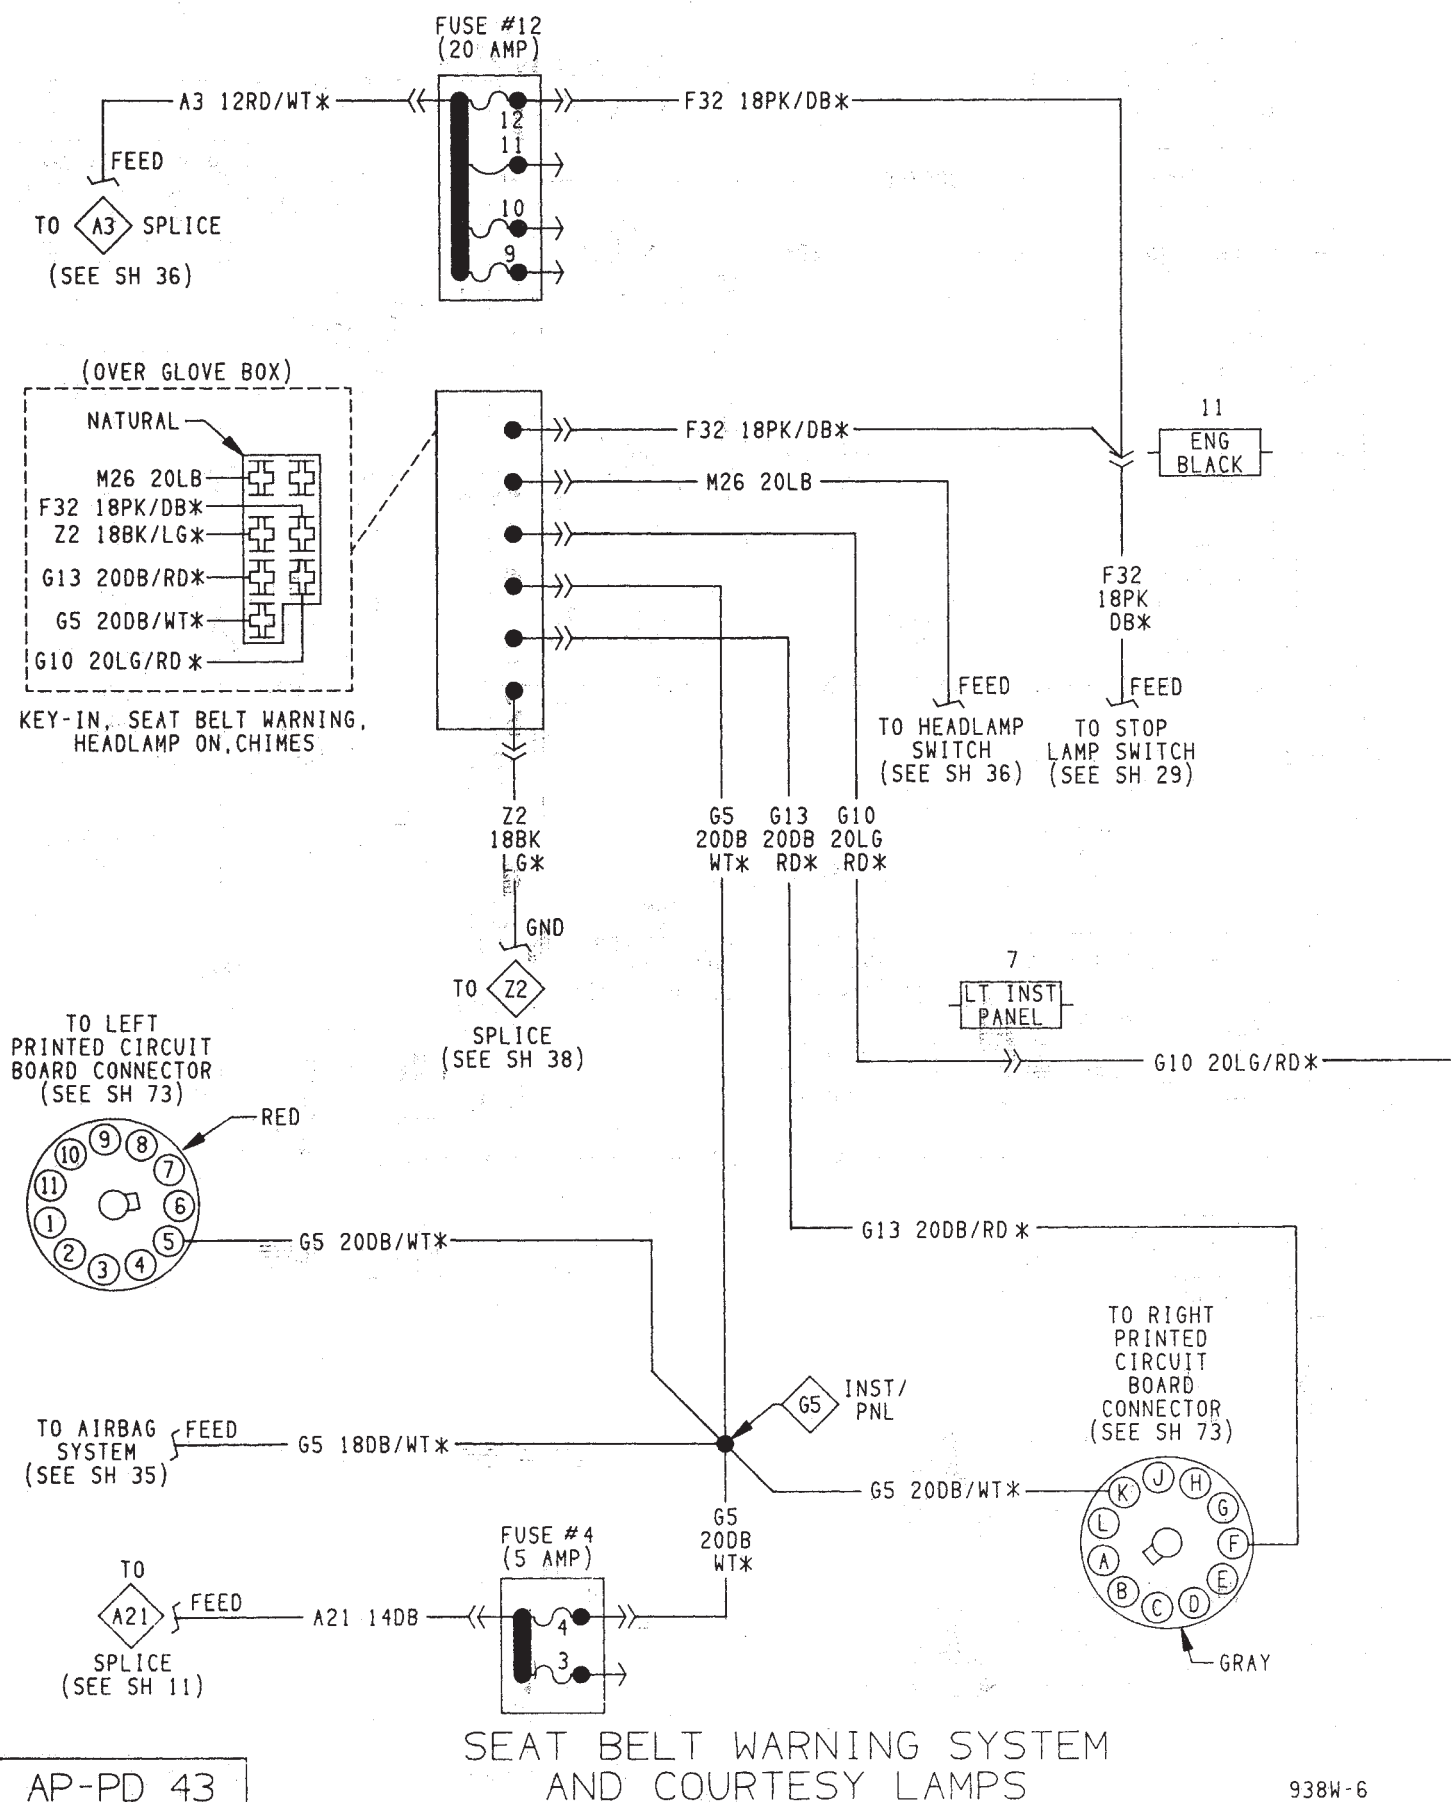 FUSE #12
(20 AMP)
A3 12RD/WT*
F32 18PK/DB*
12
11
10
9
FEED
TO A3 SPLICE
(SEE SH 36)
(OVER GLOVE BOX)
NATURAL
M26 20LB
F32 18PK/DB*
Z2 18BK/LG*
G13 20DB/RD*
G5 20DB/WT*
G10 20LG/RD*
KEY-IN, SEAT BELT WARNING,
HEADLAMP ON,CHIMES
F32 18PK/DB*
M26 20LB
11
ENG
BLACK
F32
18PK
DB*
FEED
TO HEADLAMP
SWITCH
(SEE SH 36)
FEED
TO STOP
LAMP SWITCH
(SEE SH 29)
Z2
18BK
LG*
G5
20DB
WT*
G13
20DB
RD*
G10
20LG
RD*
GND
TO Z2
SPLICE
(SEE SH 38)
7
LT INST
PANEL
G10 20LG/RD*
TO LEFT
PRINTED CIRCUIT
BOARD CONNECTOR
(SEE SH 73)
RED
9
8
10
7
11
6
1
5
2
4
3
G5 20DB/WT*
G13 20DB/RD*
TO RIGHT
PRINTED
CIRCUIT
BOARD
CONNECTOR
(SEE SH 73)
G5
INST/
PNL
TO AIRBAG
SYSTEM
(SEE SH 35)
FEED
G5 18DB/WT*
G5 20DB/WT*
J
H
K
G
L
F
A
E
B
D
C
GRAY
G5
20DB
WT*
FUSE #4
(5 AMP)
4
3
TO
A21
SPLICE
(SEE SH 11)
FEED
A21 14DB
SEAT BELT WARNING SYSTEM
AND COURTESY LAMPS
AP-PD 43
938W-6